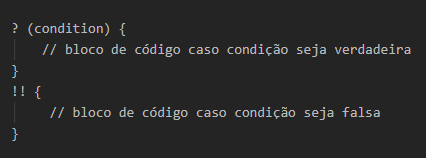 ? (condition) {
// bloco de código caso condição seja verdadeira
}
!! {
// bloco de código caso condição seja falsa
}